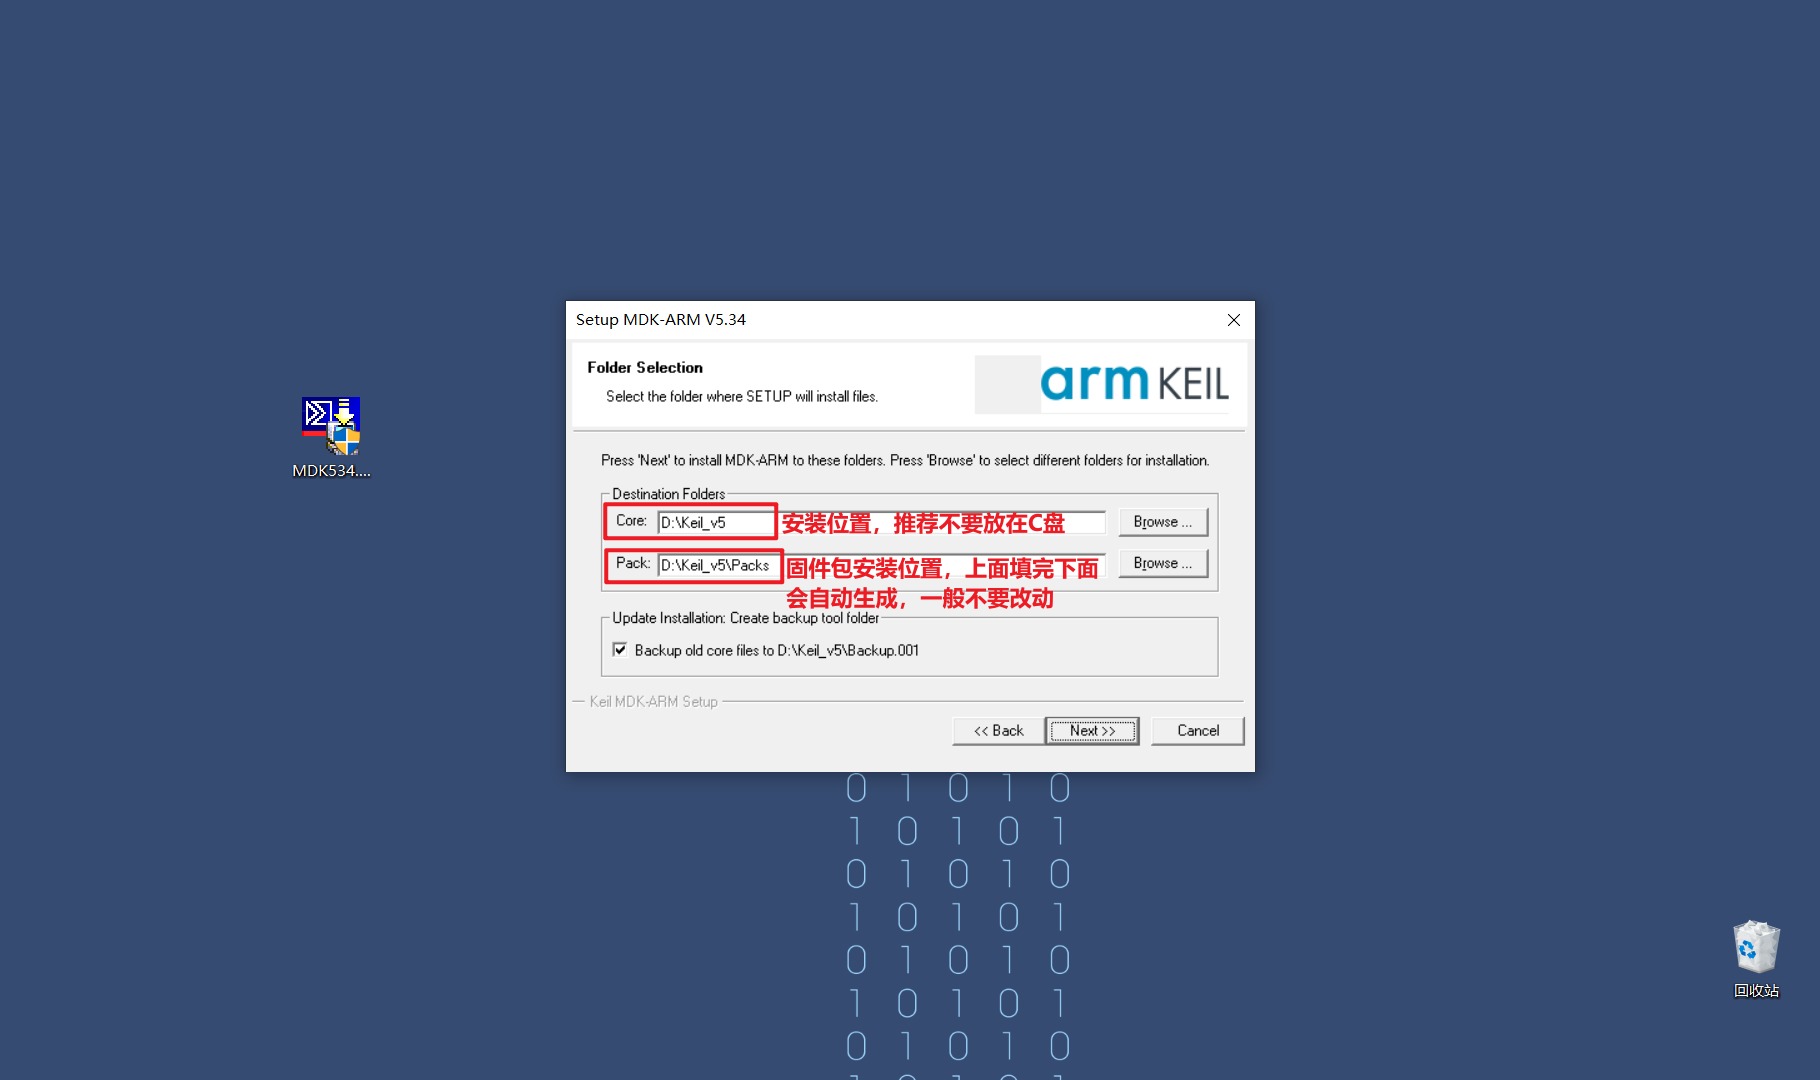 Setup MDK-ARM V5.34
Folder Selection
Select the folder where SETUP will install files.
arm KEIL
MDK534....
Press 'Next' to install MDK-ARM to these folders. Press 'Browse' to select different folders for installation.
Destination Folders
Core: D:\Keil_v5 安装位置，推荐不要放在C盘 Browse ...
Pack: D:\Keil_v5\Packs 固件包安装位置，上面填完下面 Browse ...
会自动生成，一般不要改动
Update Installation: Create backup tool folder
Backup old core files to D:\Keil_v5\Backup.001
Keil MDK-ARM Setup
<< Back Next >> Cancel
0 1 0 1 0
1 0 1 0 1
0 1 0 1 0
1 0 1 0 1
0 1 0 1 0
1 0 1 0 1
0 1 0 1 0
回收站